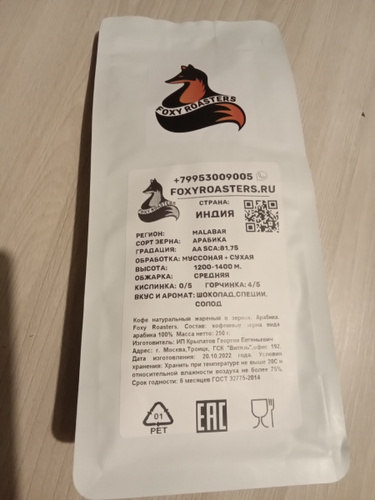 FOXY ROASTERS
+79953009005
FOXYROASTERS.RU
FOXY ROASTERS
СТРАНА:
ИНДИЯ
РЕГИОН: MALABAR
СОРТ ЗЕРНА: АРАБИКА
ГРАДАЦИЯ: AA SCA:81,75
ОБРАБОТКА: МУССОНАЯ + СУХАЯ
ВЫСОТА: 1200-1400 М.
ОБЖАРКА: СРЕДНЯЯ
КИСЛИНКА: 0/5 ГОРЧИНКА: 4/5
ВКУС И АРОМАТ: ШОКОЛАД,СПЕЦИИ,
СОЛОД
Кофе натуральный жареный в зернах. Арабика.
Foxy Roasters. Состав: кофейные зерна вида
арабика 100% Масса нетто: 250 г.
Изготовитель: ИП Крылатов Георгий Евгеньевич
Адрес: г. Москва,Троицк, ГСК "Витязь",офис 192.
Дата изготовления: 20.10.2022 года. Условия
хранения: Хранить при температуре не выше 20С и
относительной влажности воздуха не более 75%.
Срок годности: 6 месяцев ГОСТ 32775-2014
01
PET
EAC